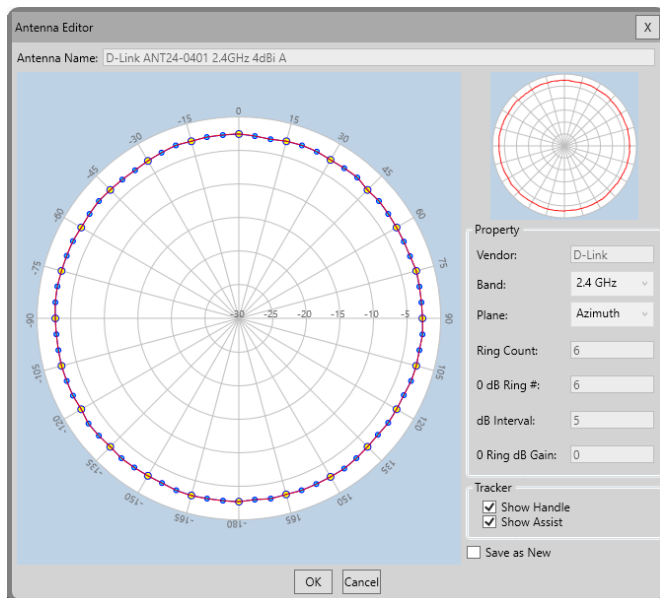 Antenna Editor
X
Antenna Name: D-Link ANT24-0401 2.4GHz 4dBi A
0
-15 15
-30 30
-45 45
-60 60
-75 75
-90 -30 -25 -20 -15 -10 -5 90
-105 105
-120 120
-135 135
-150 150
-165 165
-180
Property
Vendor: D-Link
Band: 2.4 GHz
Plane: Azimuth
Ring Count: 6
0 dB Ring #: 6
dB Interval: 5
0 Ring dB Gain: 0
Tracker
Show Handle
Show Assist
Save as New
OK Cancel